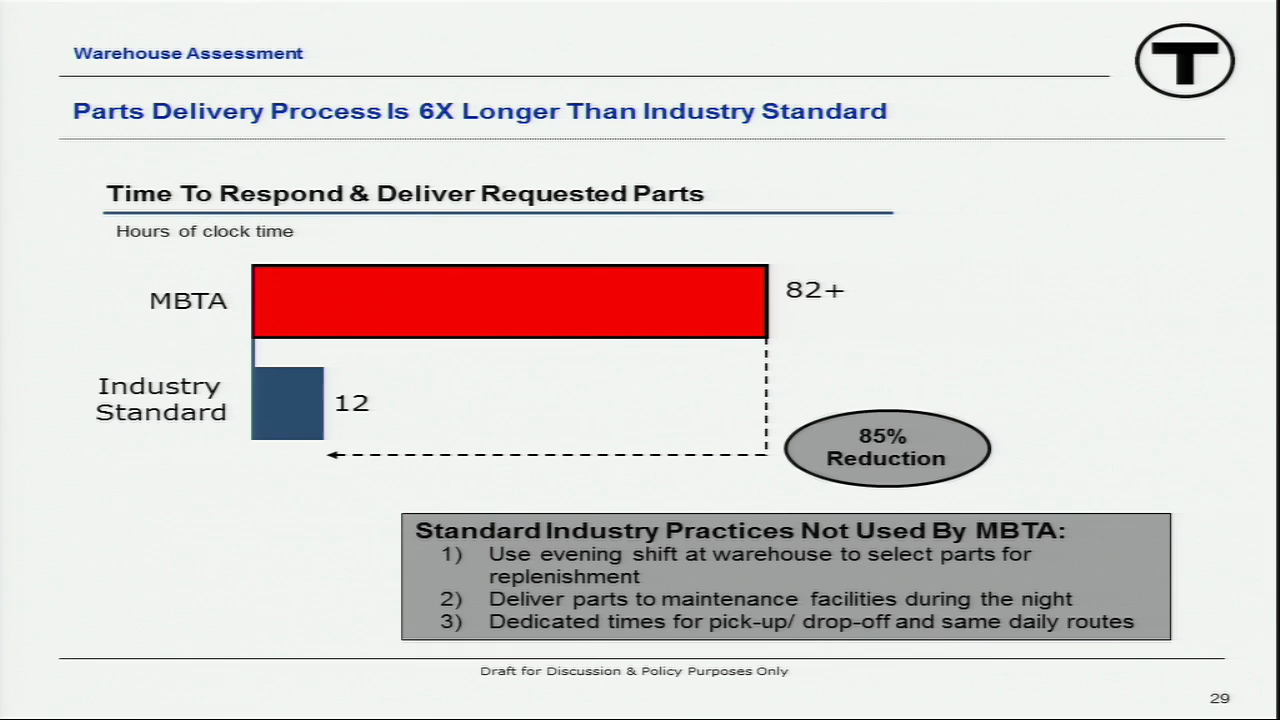 Warehouse Assessment
T
Parts Delivery Process Is 6X Longer Than Industry Standard
Time To Respond & Deliver Requested Parts
Hours of clock time
MBTA
82+
Industry
Standard
12
85%
Reduction
Standard Industry Practices Not Used By MBTA:
1) Use evening shift at warehouse to select parts for
replenishment
2) Deliver parts to maintenance facilities during the night
3) Dedicated times for pick-up/ drop-off and same daily routes
Draft for Discussion & Policy Purposes Only
29